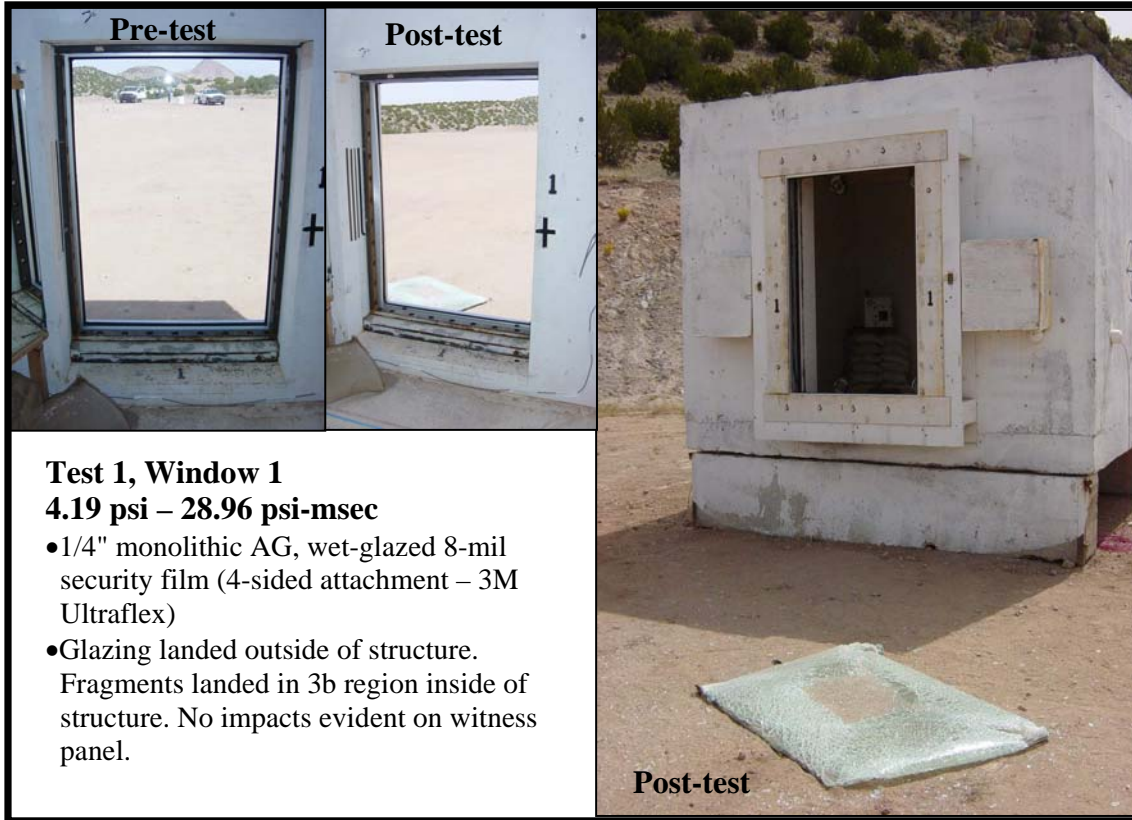 Pre-test
Post-test
1
1
1
1
1
Test 1, Window 1
4.19 psi – 28.96 psi-msec
•1/4" monolithic AG, wet-glazed 8-mil
security film (4-sided attachment – 3M
Ultraflex)
•Glazing landed outside of structure.
Fragments landed in 3b region inside of
structure. No impacts evident on witness
panel.
Post-test